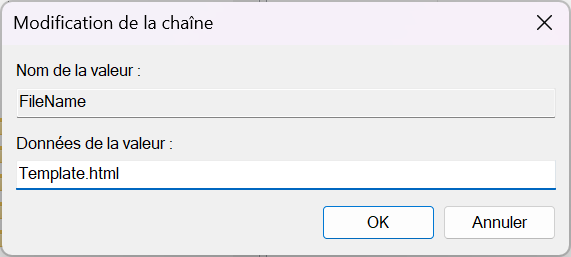 Modification de la chaîne
Nom de la valeur :
FileName
Données de la valeur :
Template.html
OK
Annuler